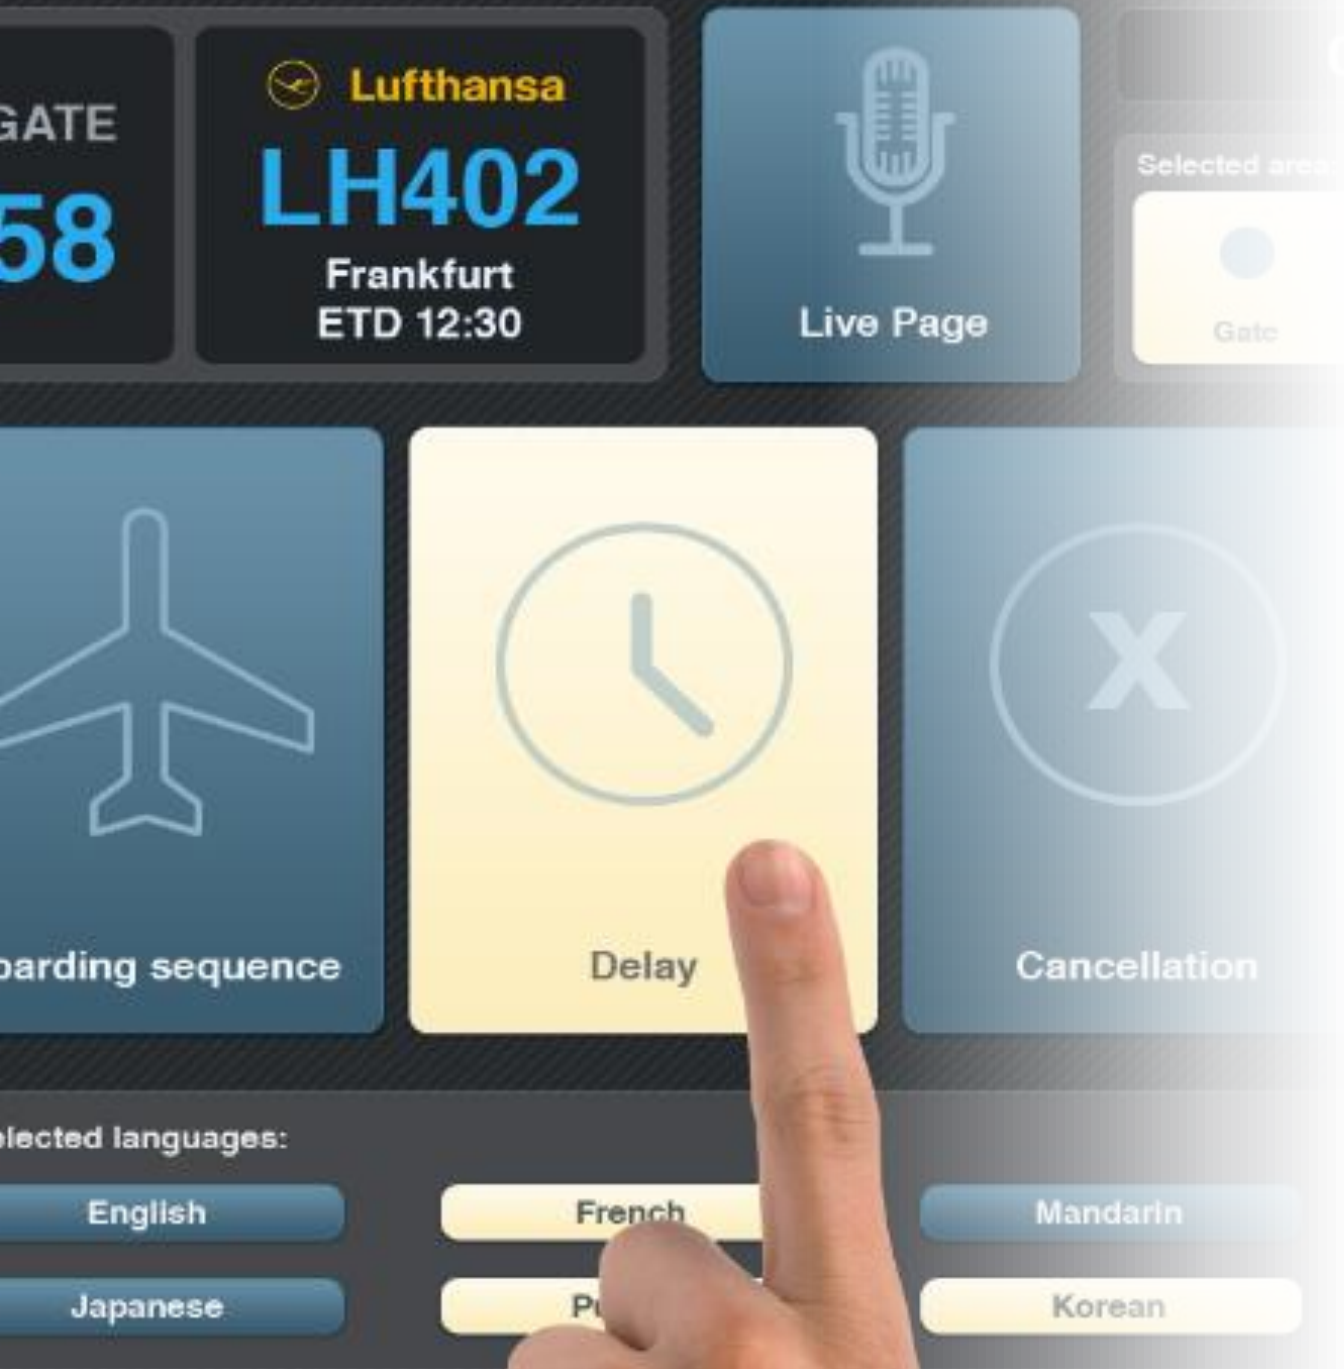 GATE
58
Lufthansa
LH402
Frankfurt
ETD 12:30
Live Page
Selected area
Gate
oarding sequence
Delay
X
Cancellation
elected languages:
English
French
Mandarin
Japanese
Korean